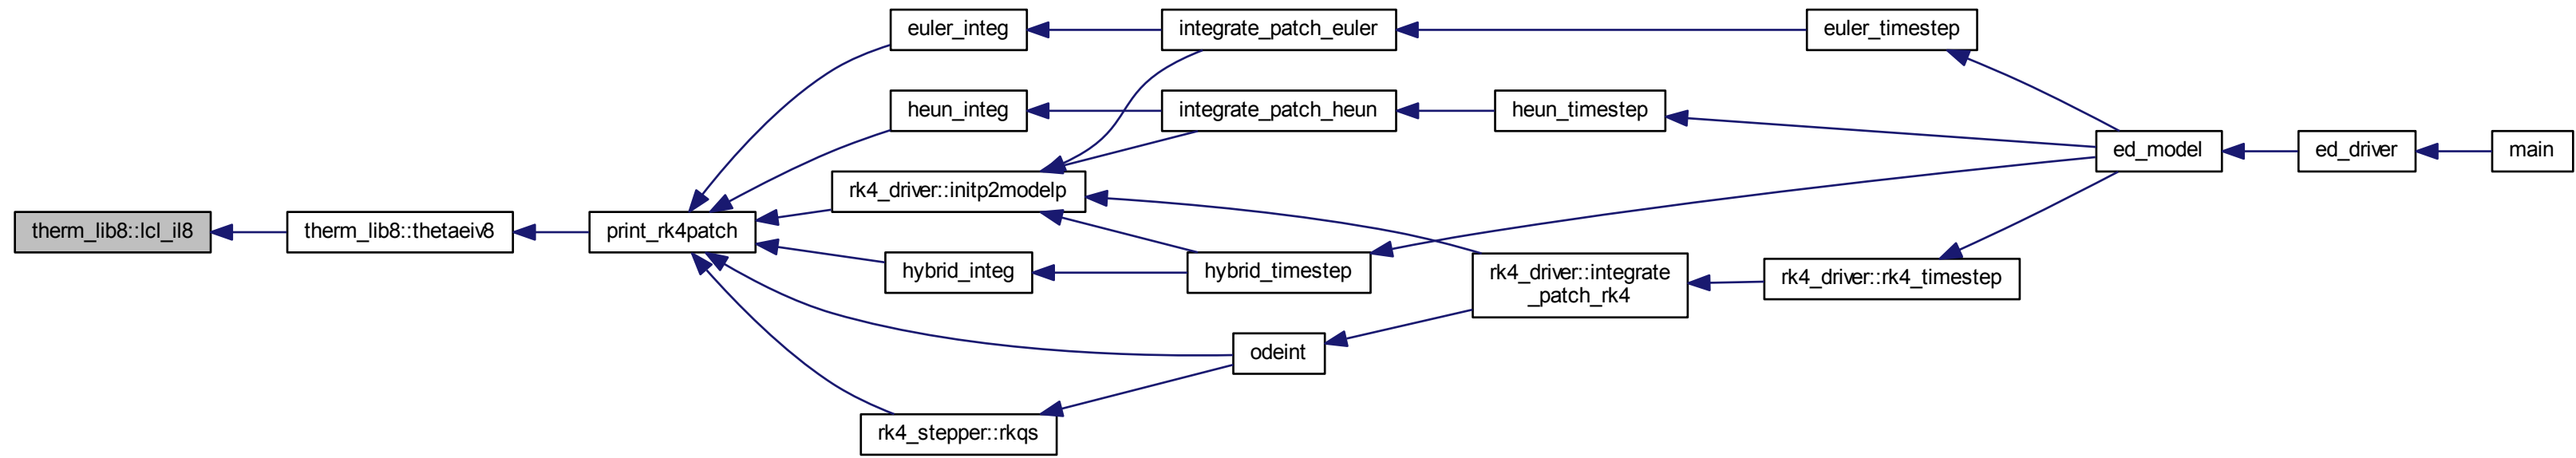 therm_lib8::lcl_il8
therm_lib8::thetaeiv8
print_rk4patch
euler_integ
heun_integ
rk4_driver::initp2modelp
hybrid_integ
rk4_stepper::rkqs
integrate_patch_euler
integrate_patch_heun
hybrid_timestep
odeint
heun_timestep
rk4_driver::integrate
_patch_rk4
euler_timestep
rk4_driver::rk4_timestep
ed_model
ed_driver
main